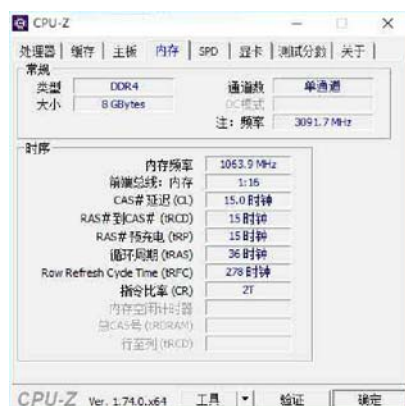 CPU-Z
处理器 缓存 主板 内存 SPD 显卡 测试分数 关于
常规
类型 DDR4 通道数 单通道
大小 8 GBytes DC模式
注：频率 3091.7 MHz
时序
内存频率 1063.9 MHz
前端总线：内存 1:16
CAS# 延迟 (CL) 15.0 时钟
RAS# 到CAS# (tRCD) 15 时钟
RAS# 预充电 (tRP) 15 时钟
循环周期 (tRAS) 36 时钟
Row Refresh Cycle Time (tRFC) 278 时钟
指令比率 (CR) 2T
内存空闲计时器
总CAS号 (tRDRAM)
行至列 (tRCD)
CPU-Z Ver. 1.74.0.x64 工具 验证 确定